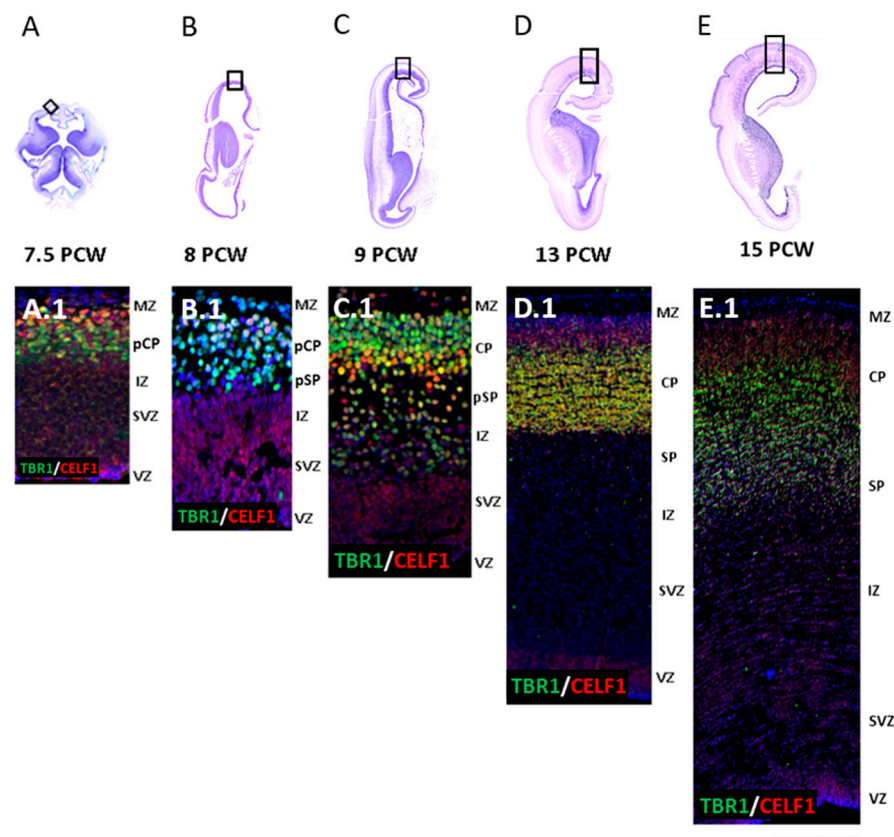 A
B
C
D
E
7.5 PCW
8 PCW
9 PCW
13 PCW
15 PCW
A.1
MZ
pCP
IZ
SVZ
VZ
TBR1/CELF1
B.1
MZ
pCP
pSP
IZ
SVZ
VZ
TBR1/CELF1
C.1
MZ
CP
pSP
IZ
SVZ
VZ
TBR1/CELF1
D.1
MZ
CP
SP
IZ
SVZ
VZ
TBR1/CELF1
E.1
MZ
CP
SP
IZ
SVZ
VZ
TBR1/CELF1